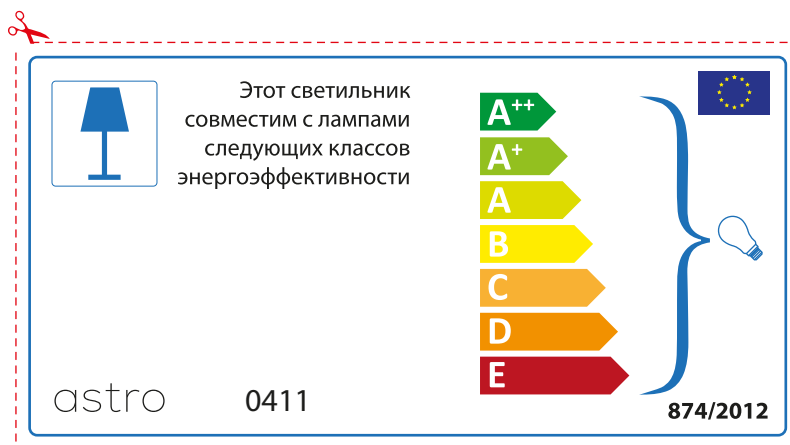 Этот светильник
совместим с лампами
следующих классов
энергоэффективности
A++
A+
A
B
C
D
E
astro
0411
874/2012